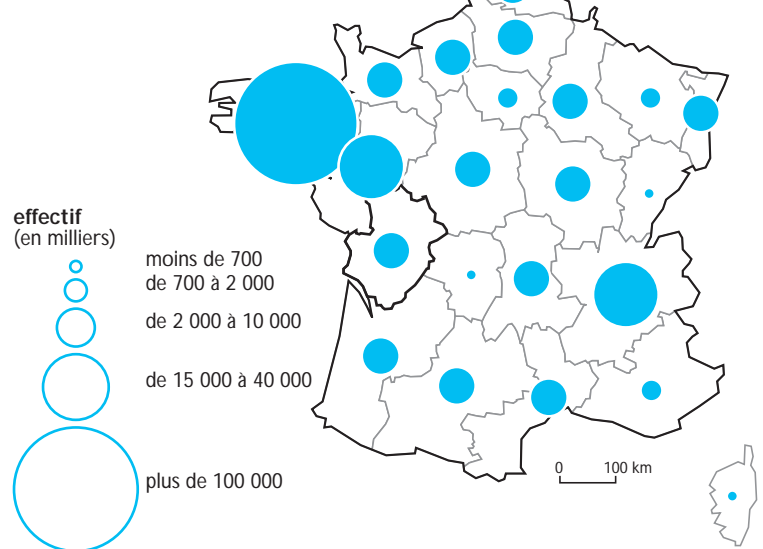 effectif
(en milliers)
moins de 700
de 700 à 2 000
de 2 000 à 10 000
de 15 000 à 40 000
plus de 100 000
0 100 km